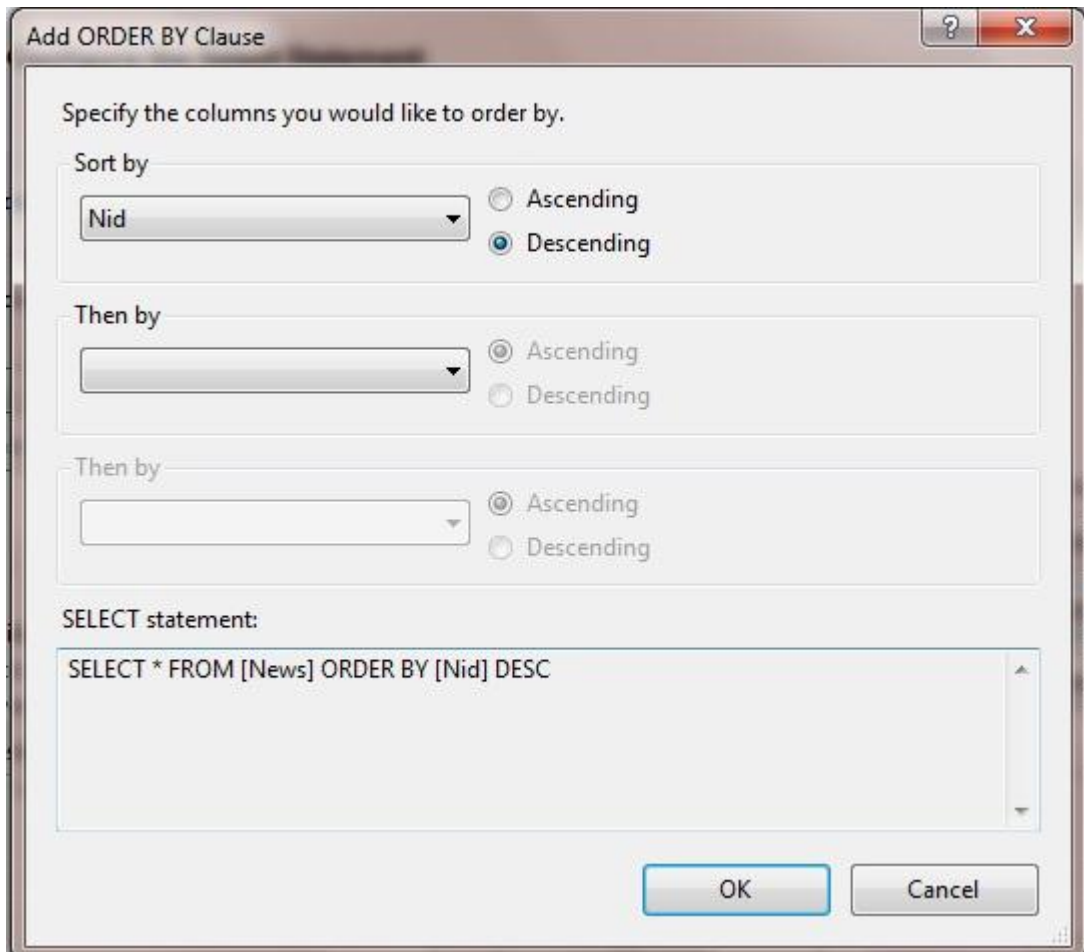 Add ORDER BY Clause
?
Specify the columns you would like to order by.
Sort by
Nid
Ascending
Descending
Then by
Ascending
Descending
Then by
Ascending
Descending
SELECT statement:
SELECT * FROM [News] ORDER BY [Nid] DESC
OK
Cancel